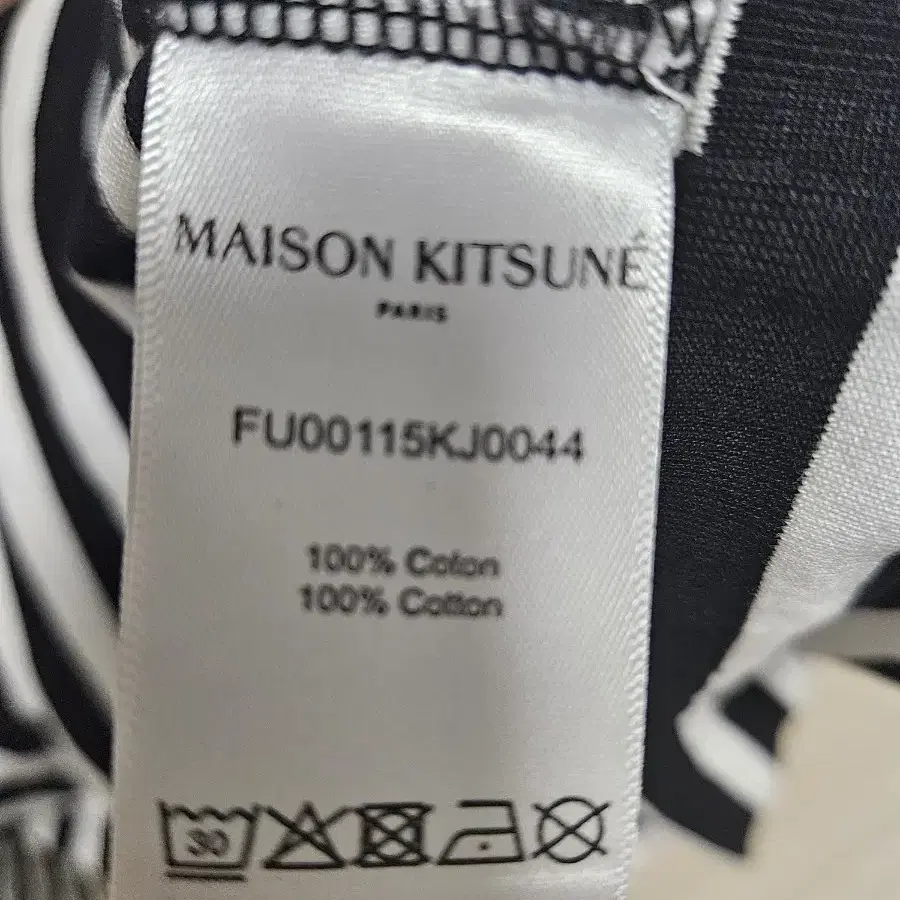 MAISON KITSUNÉ
PARIS
FU00115KJ0044
100% Coton
100% Cotton
30